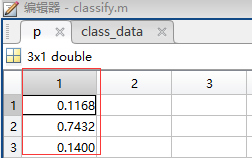 编辑器 - classify.m
p × class_data ×
3x1 double
1 2 3
1 0.1168
2 0.7432
3 0.1400